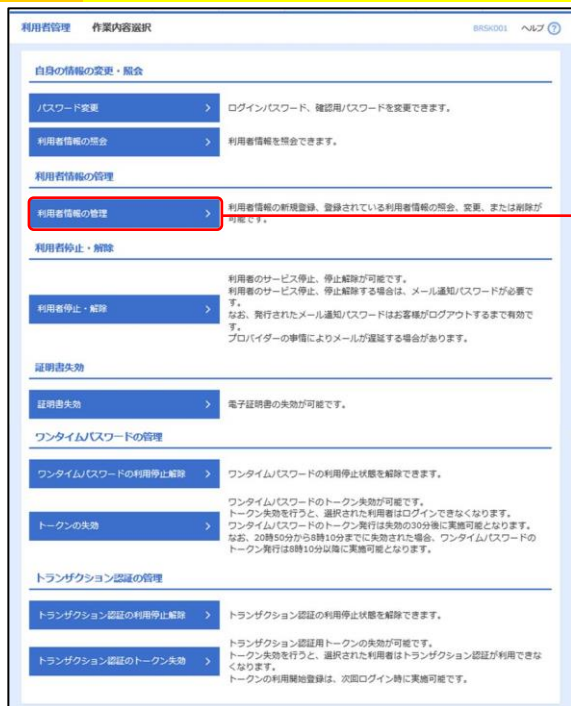 利用者管理 作業内容選択 BRSK001 ヘルプ ?
自身の情報の変更・照会
パスワード変更 > ログインパスワード、確認用パスワードを変更できます。
利用者情報の照会 > 利用者情報を照会できます。
利用者情報の管理
利用者情報の管理 > 利用者情報の新規登録、登録されている利用者情報の照会、変更、または削除が
可能です。
利用者停止・解除
利用者のサービス停止、停止解除が可能です。
利用者のサービス停止、停止解除する場合は、メール通知パスワードが必要で
す。
利用者停止・解除 >
なお、発行されたメール通知パスワードはお客様がログアウトするまで有効で
す。
プロバイダーの事情によりメールが遅延する場合があります。
証明書失効
証明書失効 > 電子証明書の失効が可能です。
ワンタイムパスワードの管理
ワンタイムパスワードの利用停止解除 > ワンタイムパスワードの利用停止状態を解除できます。
ワンタイムパスワードのトークン失効が可能です。
トークン失効を行うと、選択された利用者はログインできなくなります。
トークンの失効 > ワンタイムパスワードのトークン発行は失効の30分後に実施可能となります。
なお、20時50分から8時10分までに失効された場合、ワンタイムパスワードの
トークン発行は8時10分以降に実施可能となります。
トランザクション認証の管理
トランザクション認証の利用停止解除 > トランザクション認証の利用停止状態を解除できます。
トランザクション認証用トークンの失効が可能です。
トランザクション認証のトークン失効 > トークン失効を行うと、選択された利用者はトランザクション認証が利用できな
くなります。
トークンの利用開始登録は、次回ログイン時に実施可能です。